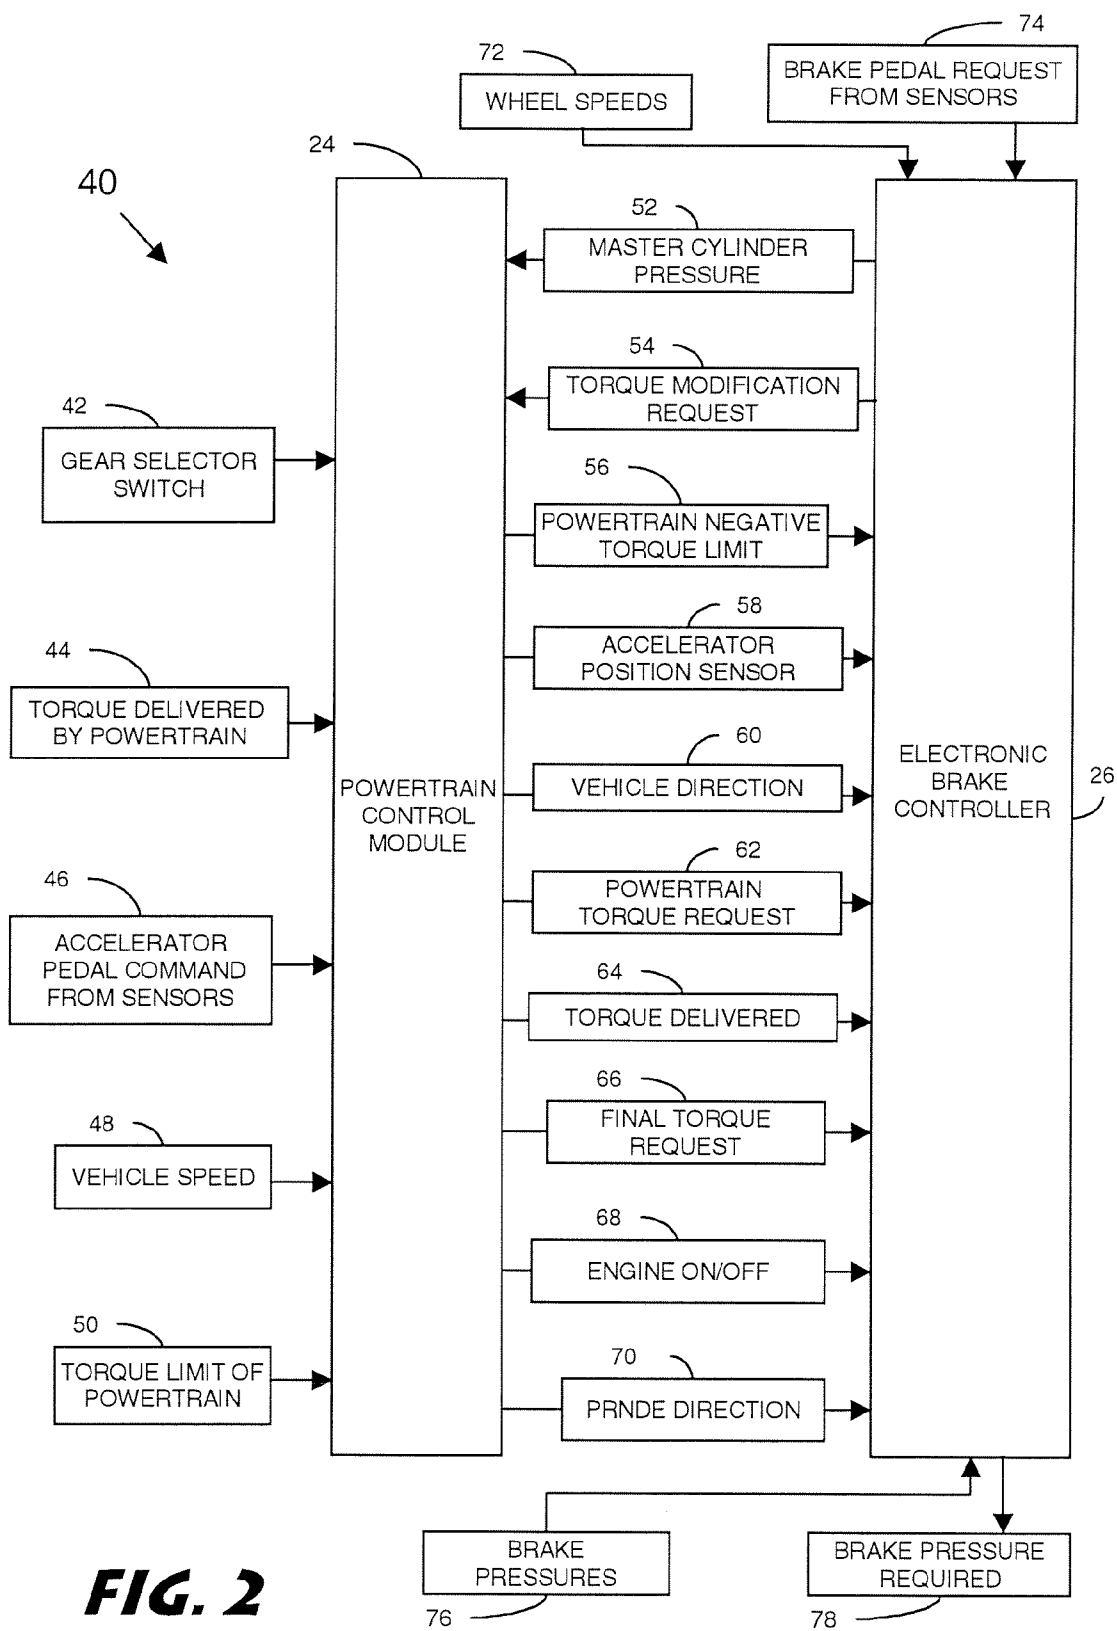 72
74
WHEEL SPEEDS
BRAKE PEDAL REQUEST
FROM SENSORS
24
40
52
MASTER CYLINDER
PRESSURE
54
TORQUE MODIFICATION
REQUEST
42
GEAR SELECTOR
SWITCH
56
POWERTRAIN NEGATIVE
TORQUE LIMIT
58
ACCELERATOR
POSITION SENSOR
44
TORQUE DELIVERED
BY POWERTRAIN
60
VEHICLE DIRECTION
POWERTRAIN
CONTROL
MODULE
ELECTRONIC
BRAKE
CONTROLLER
26
62
POWERTRAIN
TORQUE REQUEST
46
ACCELERATOR
PEDAL COMMAND
FROM SENSORS
64
TORQUE DELIVERED
66
FINAL TORQUE
REQUEST
48
VEHICLE SPEED
68
ENGINE ON/OFF
50
TORQUE LIMIT OF
POWERTRAIN
70
PRNDE DIRECTION
BRAKE
PRESSURES
76
BRAKE PRESSURE
REQUIRED
78
FIG. 2